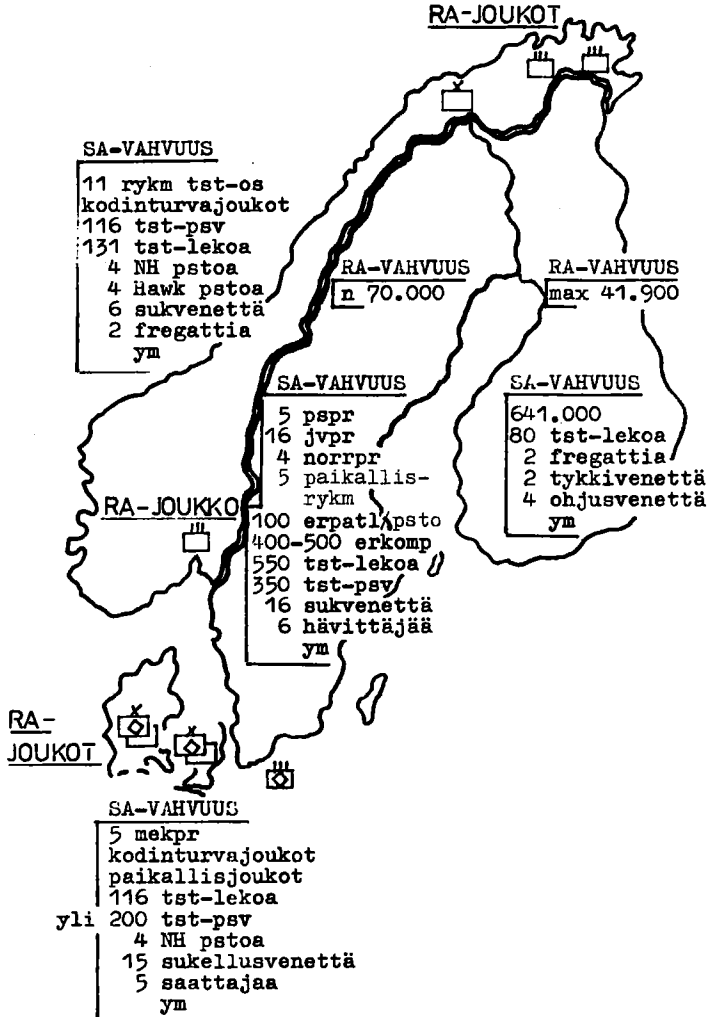 RA-JOUKOT
SA-VAHVUUS
11 rykm tst-os
kodinturvajoukot
116 tst-psv
131 tst-lekoa
4 NH pstoa
4 Hawk pstoa
6 sukvenettä
2 fregattia
ym
RA-VAHVUUS
n 70.000
RA-VAHVUUS
max 41.900
SA-VAHVUUS
5 pspr
16 jvpr
4 norrpr
5 paikallis-
rykm
100 erpatl/psto
400-500 erkomp
550 tst-lekoa
350 tst-psv
16 sukvenettä
6 hävittäjää
ym
SA-VAHVUUS
641.000
80 tst-lekoa
2 fregattia
2 tykkivenettä
4 ohjusvenettä
ym
RA-JOUKKO
RA-
JOUKOT
SA-VAHVUUS
5 mekpr
kodinturvajoukot
paikallisjoukot
116 tst-lekoa
yli 200 tst-psv
4 NH pstoa
15 sukellusvenettä
5 saattajaa
ym